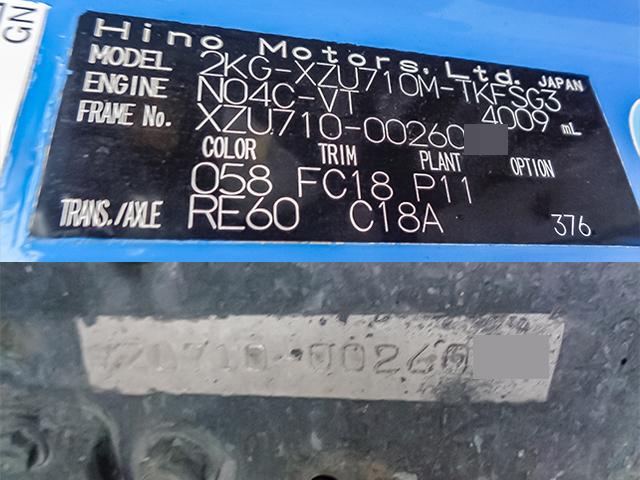 GN
Hino Motors, Ltd. JAPAN
MODEL 2KG-XZU710M-TKFSG3
ENGINE N04C-VT 4009 mL
FRAME No. XZU710-00260
COLOR TRIM PLANT OPTION
058 FC18 P11
TRANS./AXLE RE60 C18A 376
XZU710-00260